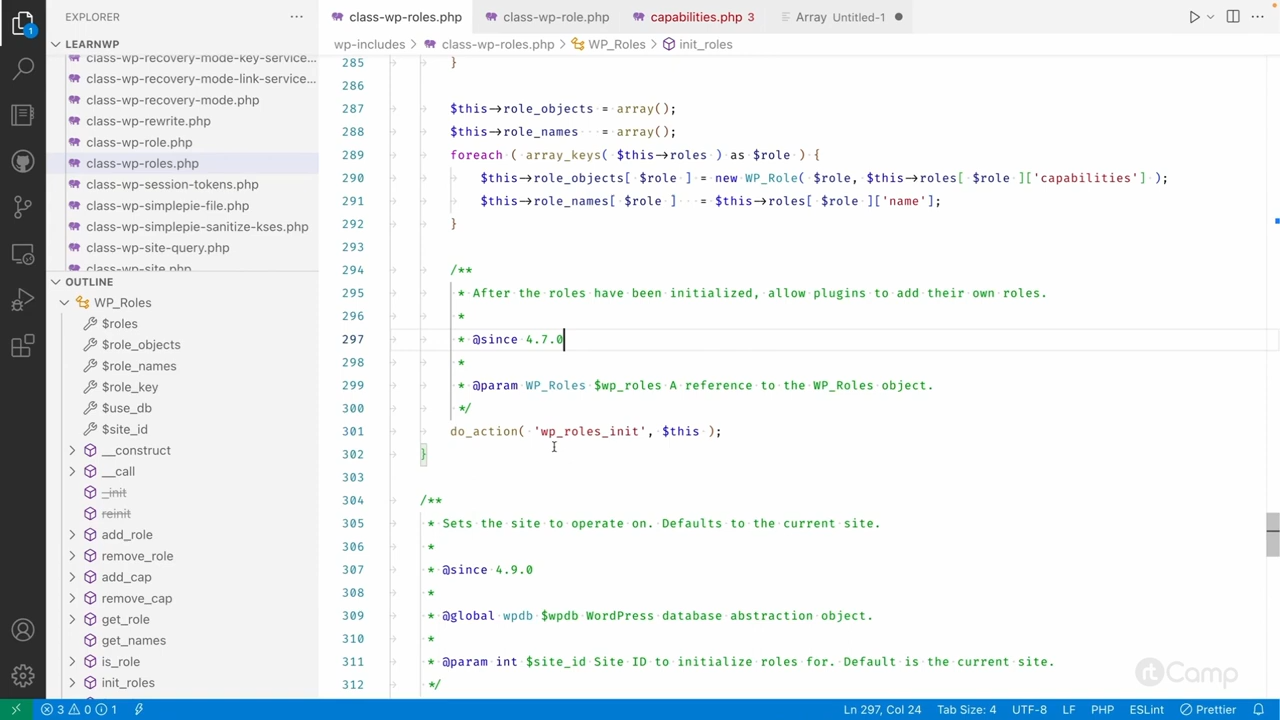 EXPLORER
class-wp-roles.php
class-wp-role.php
capabilities.php 3
Array Untitled-1
LEARNWP
wp-includes > class-wp-roles.php > WP_Roles > init_roles
class-wp-recovery-mode-key-service...
class-wp-recovery-mode-link-service...
class-wp-recovery-mode.php
class-wp-rewrite.php
class-wp-role.php
class-wp-roles.php
class-wp-session-tokens.php
class-wp-simplepie-file.php
class-wp-simplepie-sanitize-kses.php
class-wp-site-query.php
class-wp-site.php
OUTLINE
WP_Roles
$roles
$role_objects
$role_names
$role_key
$use_db
$site_id
__construct
__call
_init
reinit
add_role
remove_role
add_cap
remove_cap
get_role
get_names
is_role
init_roles
285 }
286
287 $this→role_objects = array();
288 $this→role_names = array();
289 foreach ( array_keys( $this→roles ) as $role ) {
290 $this→role_objects[ $role ] = new WP_Role( $role, $this→roles[ $role ]['capabilities'] );
291 $this→role_names[ $role ] = $this→roles[ $role ]['name'];
292 }
293
294 /**
295 * After the roles have been initialized, allow plugins to add their own roles.
296 *
297 * @since 4.7.0
298 *
299 * @param WP_Roles $wp_roles A reference to the WP_Roles object.
300 */
301 do_action( 'wp_roles_init', $this );
302 }
303
304 /**
305 * Sets the site to operate on. Defaults to the current site.
306 *
307 * @since 4.9.0
308 *
309 * @global wpdb $wpdb WordPress database abstraction object.
310 *
311 * @param int $site_id Site ID to initialize roles for. Default is the current site.
312 */
rtCamp
1
3 0 1
Ln 297, Col 24 Tab Size: 4 UTF-8 LF PHP ESLint Prettier